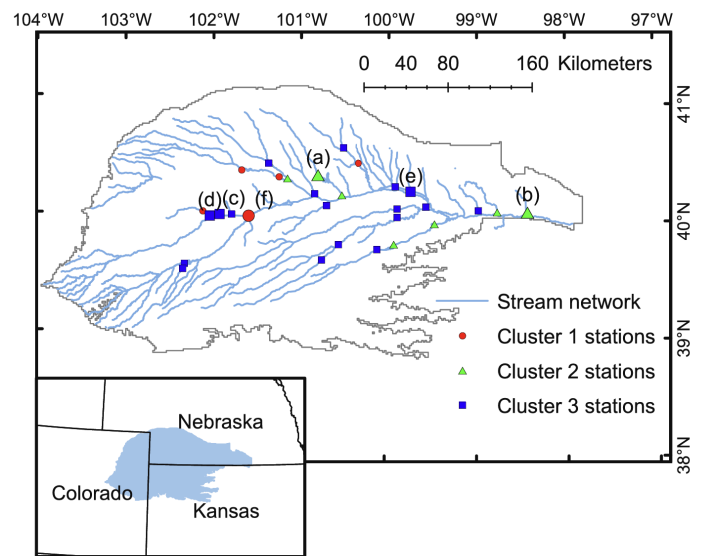 104°W 103°W 102°W 101°W 100°W 99°W 98°W 97°W
0 40 80 160 Kilometers
41°N
(a)
(e)
(d) (c) (f)
(b)
40°N
Stream network
Cluster 1 stations
39°N
Cluster 2 stations
Cluster 3 stations
Nebraska
38°N
Colorado
Kansas